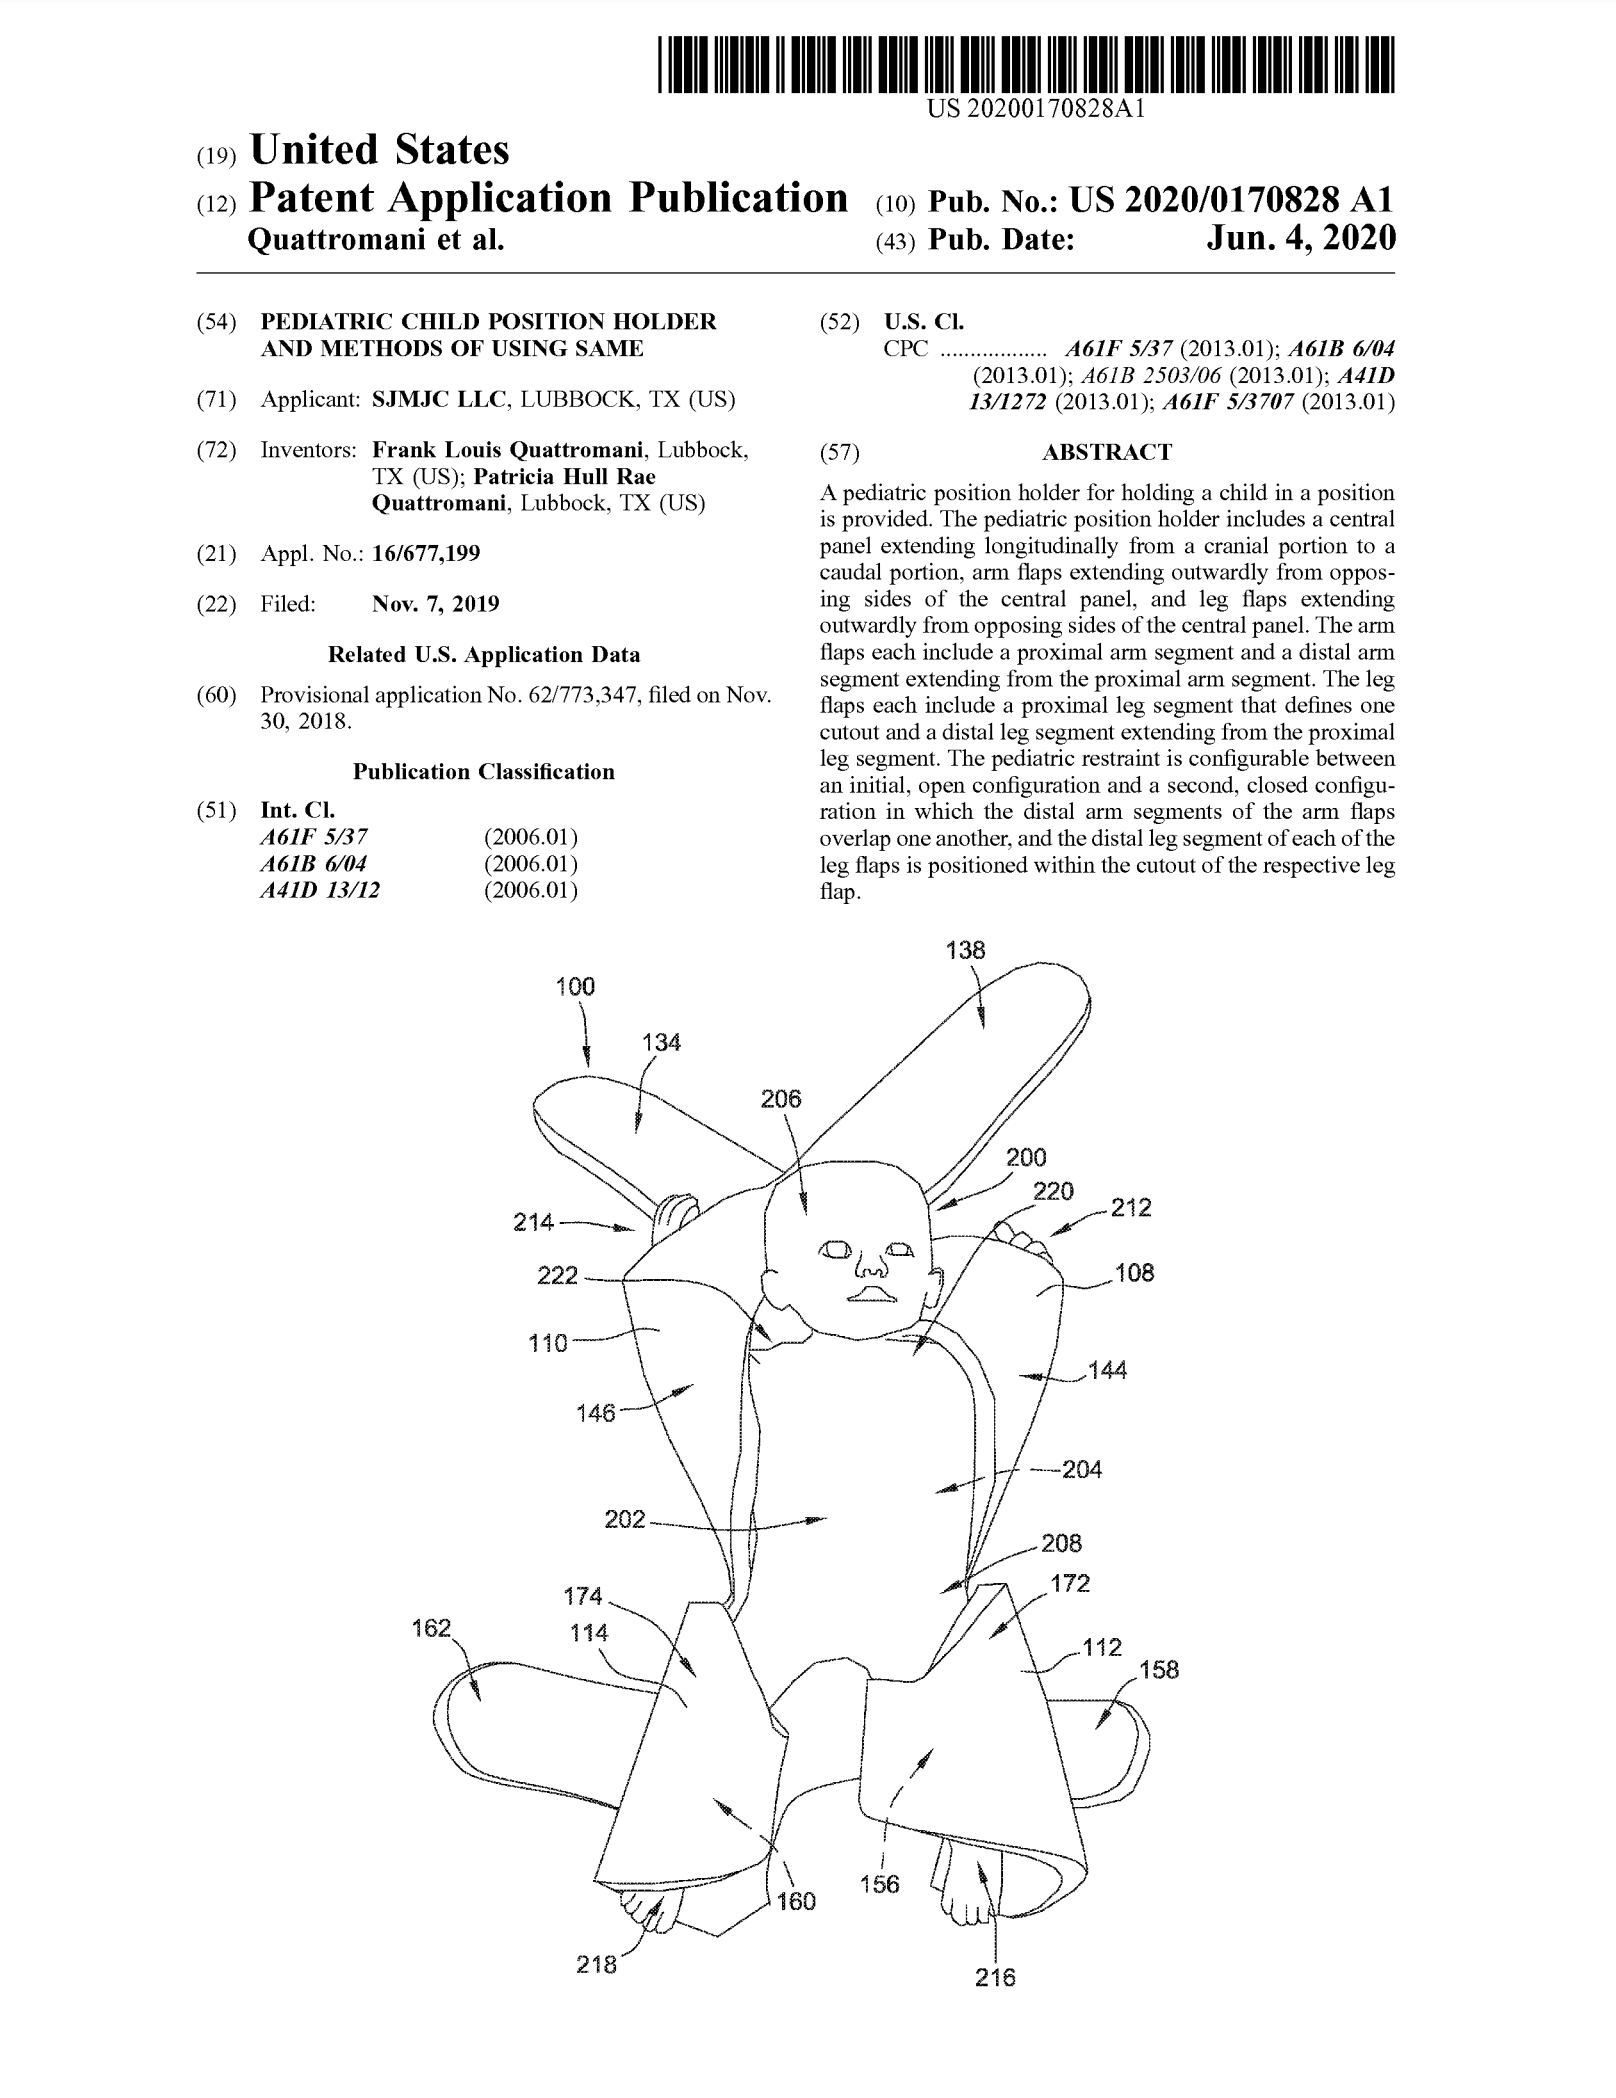 US 20200170828A1
(19) United States
(12) Patent Application Publication
Quattromani et al.
(10) Pub. No.: US 2020/0170828 A1
(43) Pub. Date: Jun. 4, 2020
(54) PEDIATRIC CHILD POSITION HOLDER
AND METHODS OF USING SAME
(71) Applicant: SJMJC LLC, LUBBOCK, TX (US)
(72) Inventors: Frank Louis Quattromani, Lubbock,
TX (US); Patricia Hull Rae
Quattromani, Lubbock, TX (US)
(21) Appl. No.: 16/677,199
(22) Filed: Nov. 7, 2019
Related U.S. Application Data
(60) Provisional application No. 62/773,347, filed on Nov.
30, 2018.
Publication Classification
(51) Int. Cl.
A61F 5/37 (2006.01)
A61B 6/04 (2006.01)
A41D 13/12 (2006.01)
(52) U.S. Cl.
CPC .................. A61F 5/37 (2013.01); A61B 6/04
(2013.01); A61B 2503/06 (2013.01); A41D
13/1272 (2013.01); A61F 5/3707 (2013.01)
(57) ABSTRACT
A pediatric position holder for holding a child in a position
is provided. The pediatric position holder includes a central
panel extending longitudinally from a cranial portion to a
caudal portion, arm flaps extending outwardly from oppos-
ing sides of the central panel, and leg flaps extending
outwardly from opposing sides of the central panel. The arm
flaps each include a proximal arm segment and a distal arm
segment extending from the proximal arm segment. The leg
flaps each include a proximal leg segment that defines one
cutout and a distal leg segment extending from the proximal
leg segment. The pediatric restraint is configurable between
an initial, open configuration and a second, closed configu-
ration in which the distal arm segments of the arm flaps
overlap one another, and the distal leg segment of each of the
leg flaps is positioned within the cutout of the respective leg
flap.
138
100
134
206
200
220
212
214
222
108
110
144
146
204
202
208
174
172
162
114
112
158
156
160
218
216